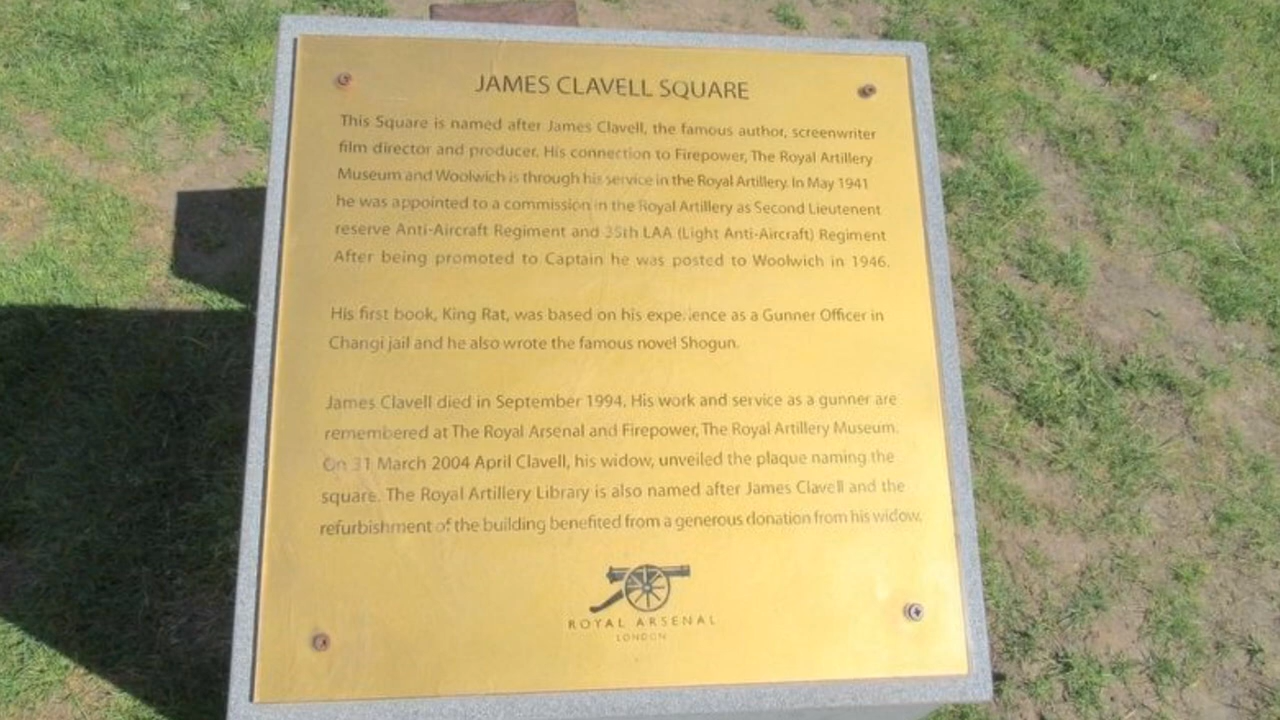 JAMES CLAVELL SQUARE
This Square is named after James Clavell, the famous author, screenwriter
film director and producer. His connection to Firepower, The Royal Artillery
Museum and Woolwich is through his service in the Royal Artillery. In May 1941
he was appointed to a commission in the Royal Artillery as Second Lieutenent
reserve Anti-Aircraft Regiment and 35th LAA (Light Anti-Aircraft) Regiment
After being promoted to Captain he was posted to Woolwich in 1946.
His first book, King Rat, was based on his experience as a Gunner Officer in
Changi jail and he also wrote the famous novel Shogun.
James Clavell died in September 1994. His work and service as a gunner are
remembered at The Royal Arsenal and Firepower, The Royal Artillery Museum.
On 31 March 2004 April Clavell, his widow, unveiled the plaque naming the
square. The Royal Artillery Library is also named after James Clavell and the
refurbishment of the building benefited from a generous donation from his widow.
ROYAL ARSENAL
LONDON